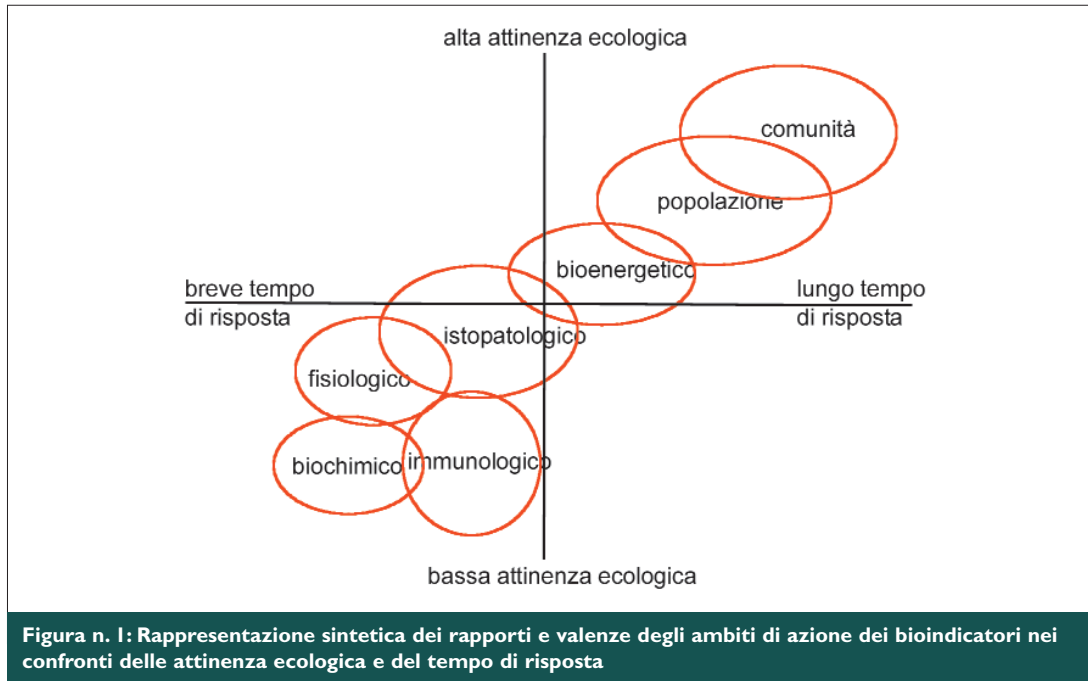 alta attinenza ecologica
comunità
popolazione
bioenergetico
breve tempo
di risposta
lungo tempo
di risposta
istopatologico
fisiologico
biochimico
immunologico
bassa attinenza ecologica
Figura n. 1: Rappresentazione sintetica dei rapporti e valenze degli ambiti di azione dei bioindicatori nei
confronti delle attinenza ecologica e del tempo di risposta